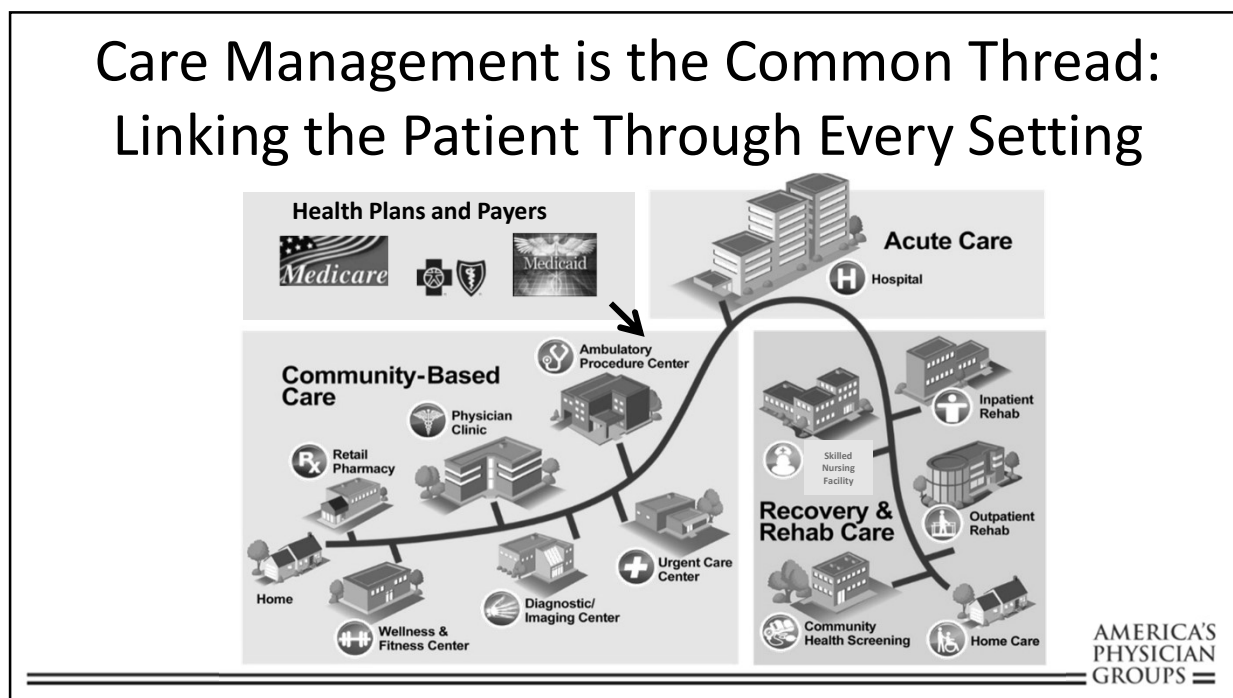 Care Management is the Common Thread:
Linking the Patient Through Every Setting
Health Plans and Payers
Medicare
Medicaid
Acute Care
H
Hospital
Community-Based
Care
Ambulatory
Procedure Center
Physician
Clinic
Rx
Retail
Pharmacy
Home
Wellness &
Fitness Center
Diagnostic/
Imaging Center
Urgent Care
Center
Inpatient
Rehab
Skilled
Nursing
Facility
Recovery &
Rehab Care
Outpatient
Rehab
Community
Health Screening
Home Care
AMERICA'S
PHYSICIAN
GROUPS